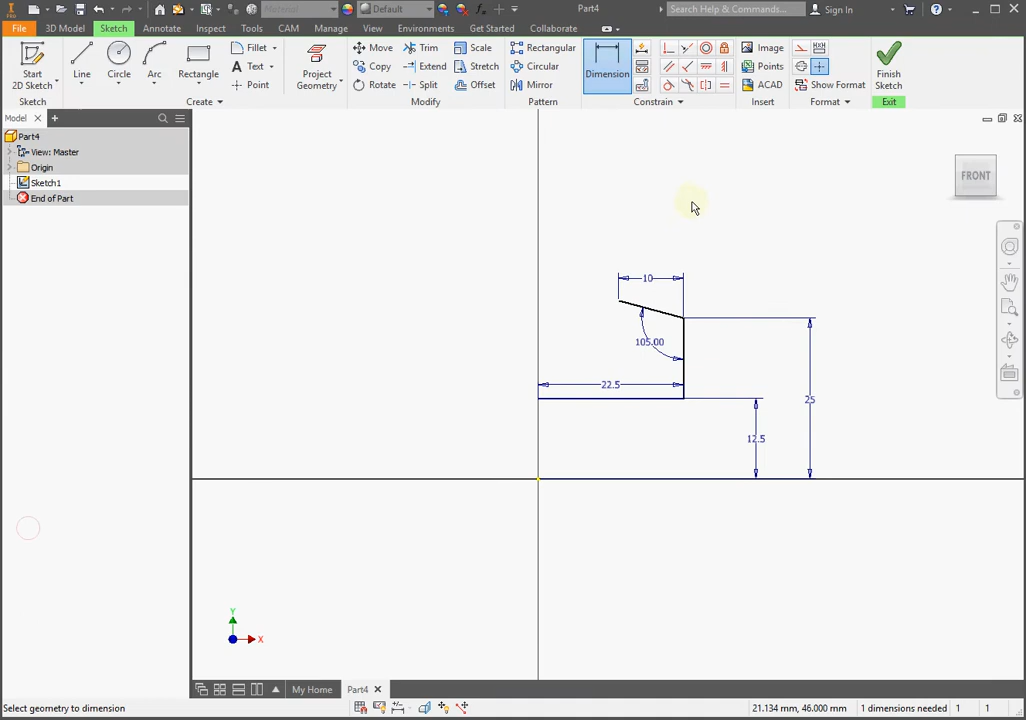 Material
Default
Part4
Search Help & Commands...
Sign In
PRO
File
3D Model
Sketch
Annotate
Inspect
Tools
CAM
Manage
View
Environments
Get Started
Collaborate
Start
2D Sketch
Line
Circle
Arc
Rectangle
Fillet
Text
Point
Project
Geometry
Move
Copy
Rotate
Trim
Extend
Split
Scale
Stretch
Offset
Rectangular
Circular
Mirror
Dimension
Image
Points
ACAD
Show Format
Finish
Sketch
Sketch
Create
Modify
Pattern
Constrain
Insert
Format
Exit
Model
Part4
View: Master
Origin
Sketch1
End of Part
FRONT
10
105.00
22.5
25
12.5
Y
X
My Home
Part4
Select geometry to dimension
21.134 mm, 46.000 mm
1 dimensions needed
1
1